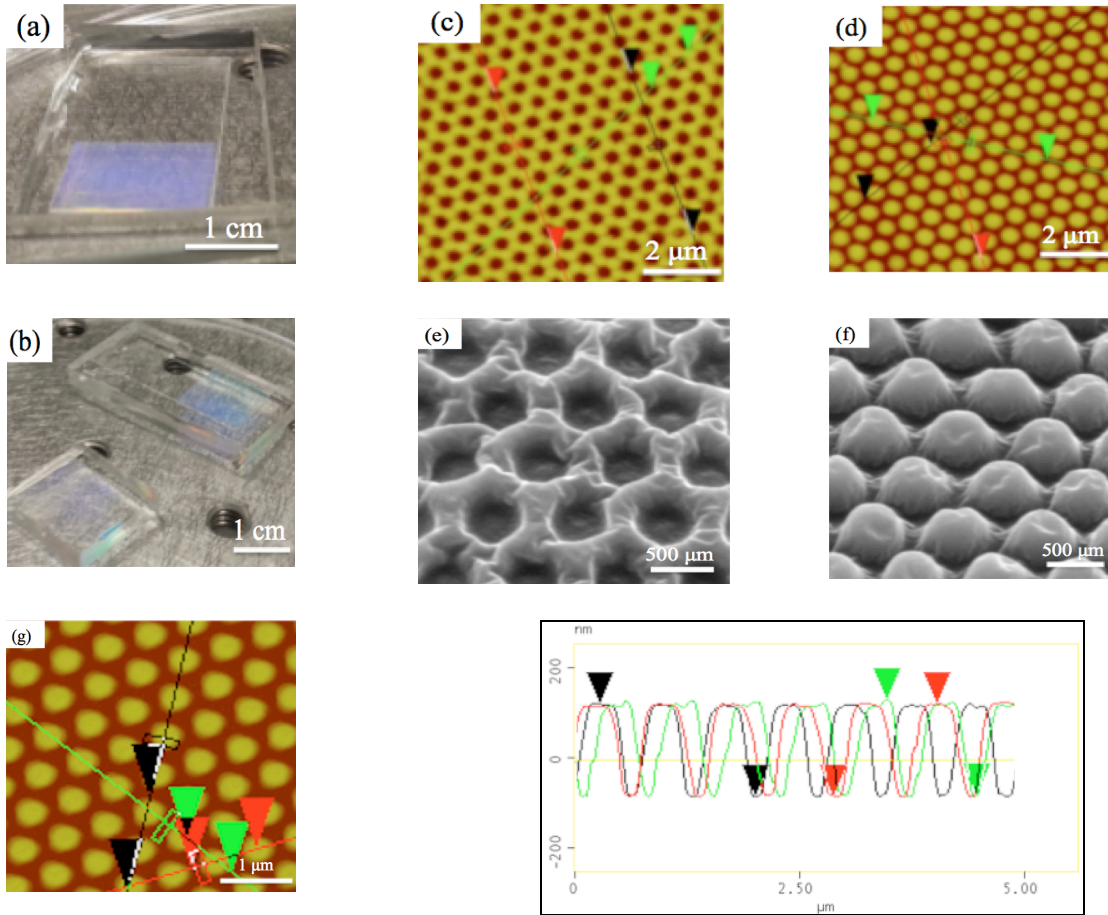 (a)
1 cm
(c)
2 µm
(d)
2 µm
(b)
1 cm
(e)
500 µm
(f)
500 µm
(g)
1 µm
nm
200
0
-200
0
2.50
5.00
µm